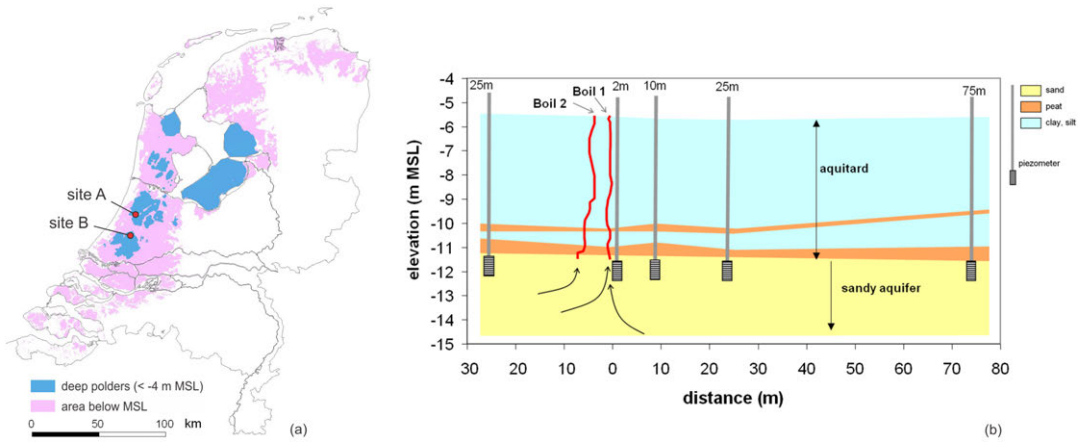 (a)
site A
site B
deep polders (< -4 m MSL)
area below MSL
0 50 100 km
elevation (m MSL)
-4
-5
-6
-7
-8
-9
-10
-11
-12
-13
-14
-15
25m
Boil 2
Boil 1
2m
10m
25m
75m
aquitard
sandy aquifer
30 20 10 0 10 20 30 40 50 60 70 80
distance (m)
sand
peat
clay, silt
piezometer
(b)